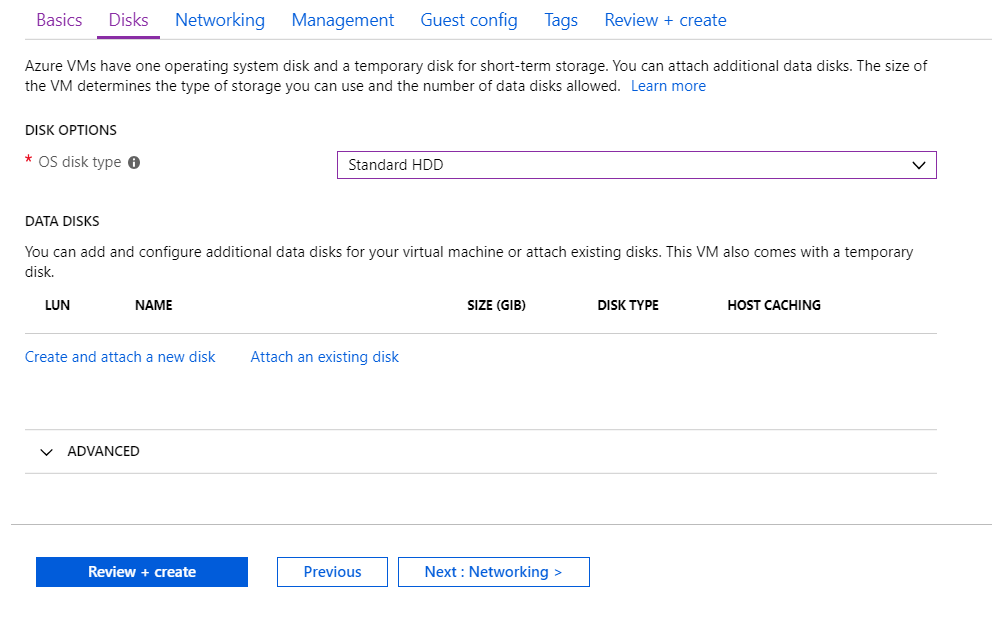 Basics Disks Networking Management Guest config Tags Review + create
Azure VMs have one operating system disk and a temporary disk for short-term storage. You can attach additional data disks. The size of
the VM determines the type of storage you can use and the number of data disks allowed. Learn more
DISK OPTIONS
* OS disk type Standard HDD
DATA DISKS
You can add and configure additional data disks for your virtual machine or attach existing disks. This VM also comes with a temporary
disk.
LUN NAME SIZE (GIB) DISK TYPE HOST CACHING
Create and attach a new disk Attach an existing disk
ADVANCED
Review + create Previous Next : Networking >